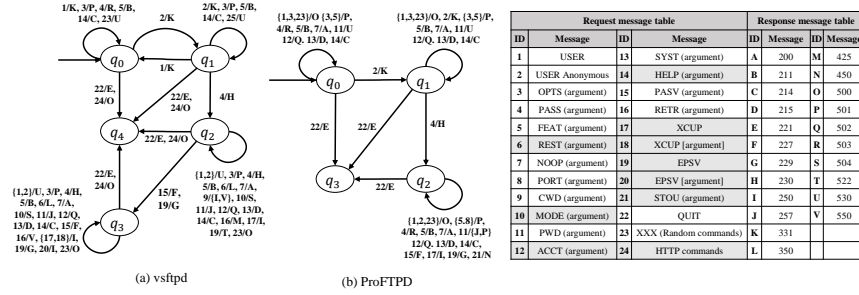 1/K, 3/P, 4/R, 5/B,
14/C, 23/U
2/K
2/K, 3/P, 5/B,
14/C, 25/U
q0
q1
1/K
22/E,
24/O
22/E,
24/O
4/H
q4
22/E, 24/O
q2
22/E,
24/O
15/F,
19/G
{1,2}/U, 3/P, 4/H,
5/B, 6/L, 7/A,
9/{I,V}, 10/S,
11/J, 12/Q, 13/D,
14/C, 16/M, 17/I,
19/T, 23/O
{1,2}/U, 3/P, 4/H,
5/B, 6/L, 7/A,
10/S, 11/J, 12/Q,
13/D, 14/C, 15/F,
16/V, {17,18}/I,
19/G, 20/I, 23/O
q3
(a) vsftpd
{1,3,23}/O {3,5}/P,
4/R, 5/B, 7/A, 11/U
12/Q. 13/D, 14/C
{1,3}/O, 2/K, {3,5}/P,
5/B, 7/A, 11/U
12/Q. 13/D, 14/C
q0
2/K
q1
22/E
22/E
4/H
q3
22/E
q2
{1,2,23}/O, {5.8}/P,
4/R, 5/B, 7/A, 11/{J,P}
12/Q. 13/D, 14/C,
15/F, 17/I, 19/G, 21/N
(b) ProFTPD
Request message table Response message table
ID Message ID Message ID Message ID Message
1 USER 13 SYST (argument) A 200 M 425
2 USER Anonymous 14 HELP (argument) B 211 N 450
3 OPTS (argument) 15 PASV (argument) C 214 O 500
4 PASS (argument) 16 RETR (argument) D 215 P 501
5 FEAT (argument) 17 XCUP E 221 Q 502
6 REST (argument) 18 XCUP [argument] F 227 R 503
7 NOOP (argument) 19 EPSV G 229 S 504
8 PORT (argument) 20 EPSV [argument] H 230 T 522
9 CWD (argument) 21 STOU (argument) I 250 U 530
10 MODE (argument) 22 QUIT J 257 V 550
11 PWD (argument) 23 XXX (Random commands) K 331
12 ACCT (argument) 24 HTTP commands L 350